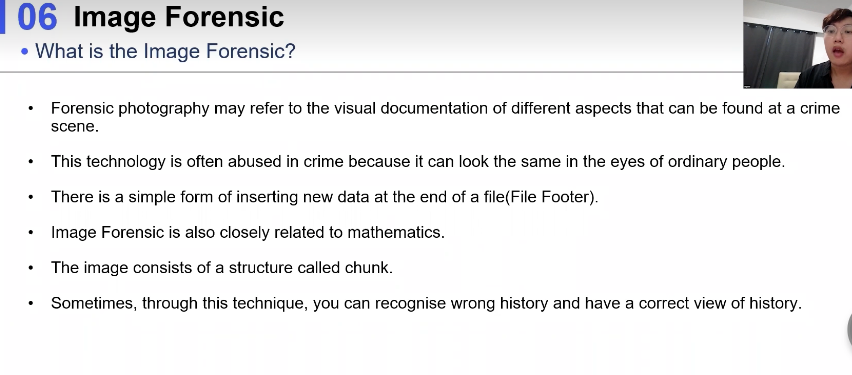 06 Image Forensic
• What is the Image Forensic?
• Forensic photography may refer to the visual documentation of different aspects that can be found at a crime
scene.
• This technology is often abused in crime because it can look the same in the eyes of ordinary people.
• There is a simple form of inserting new data at the end of a file(File Footer).
• Image Forensic is also closely related to mathematics.
• The image consists of a structure called chunk.
• Sometimes, through this technique, you can recognise wrong history and have a correct view of history.